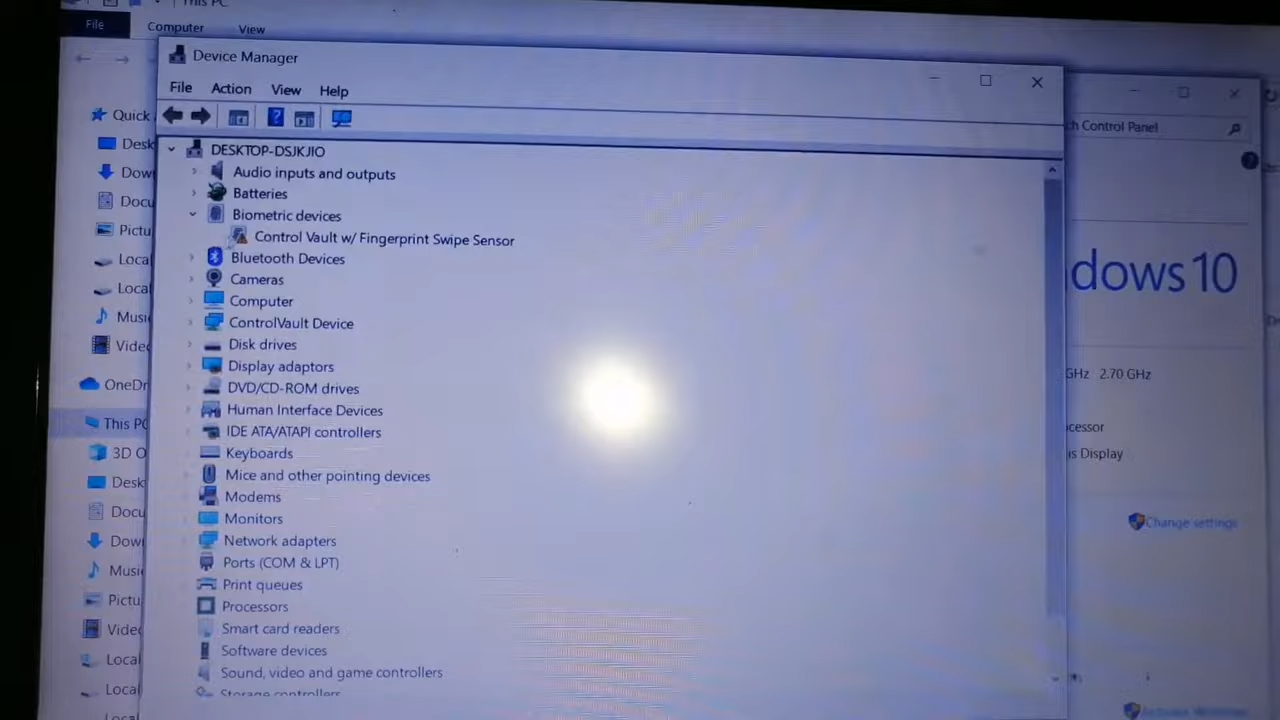 This PC
File
Computer
View
Device Manager
File Action View Help
ch Control Panel
DESKTOP-DSJKJIO
Audio inputs and outputs
Batteries
Biometric devices
Control Vault w/ Fingerprint Swipe Sensor
Bluetooth Devices
Cameras
Computer
ControlVault Device
Disk drives
Display adaptors
DVD/CD-ROM drives
Human Interface Devices
IDE ATA/ATAPI controllers
Keyboards
Mice and other pointing devices
Modems
Monitors
Network adapters
Ports (COM & LPT)
Print queues
Processors
Smart card readers
Software devices
Sound, video and game controllers
Storage controllers
Quick
Desk
Dow
Docu
Pictu
Loca
Loca
Musi
Vide
OneDr
This PC
3D O
Desk
Docu
Dow
Musi
Pictu
Vide
Local
Local
Local
dows 10
GHz 2.70 GHz
cessor
is Display
Change settings